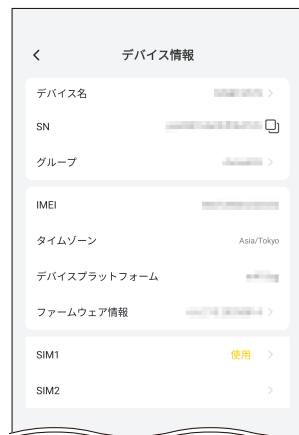 デバイス情報
デバイス名
SN
グループ
IMEI
タイムゾーン Asia/Tokyo
デバイスプラットフォーム
ファームウェア情報
SIM1 使用
SIM2